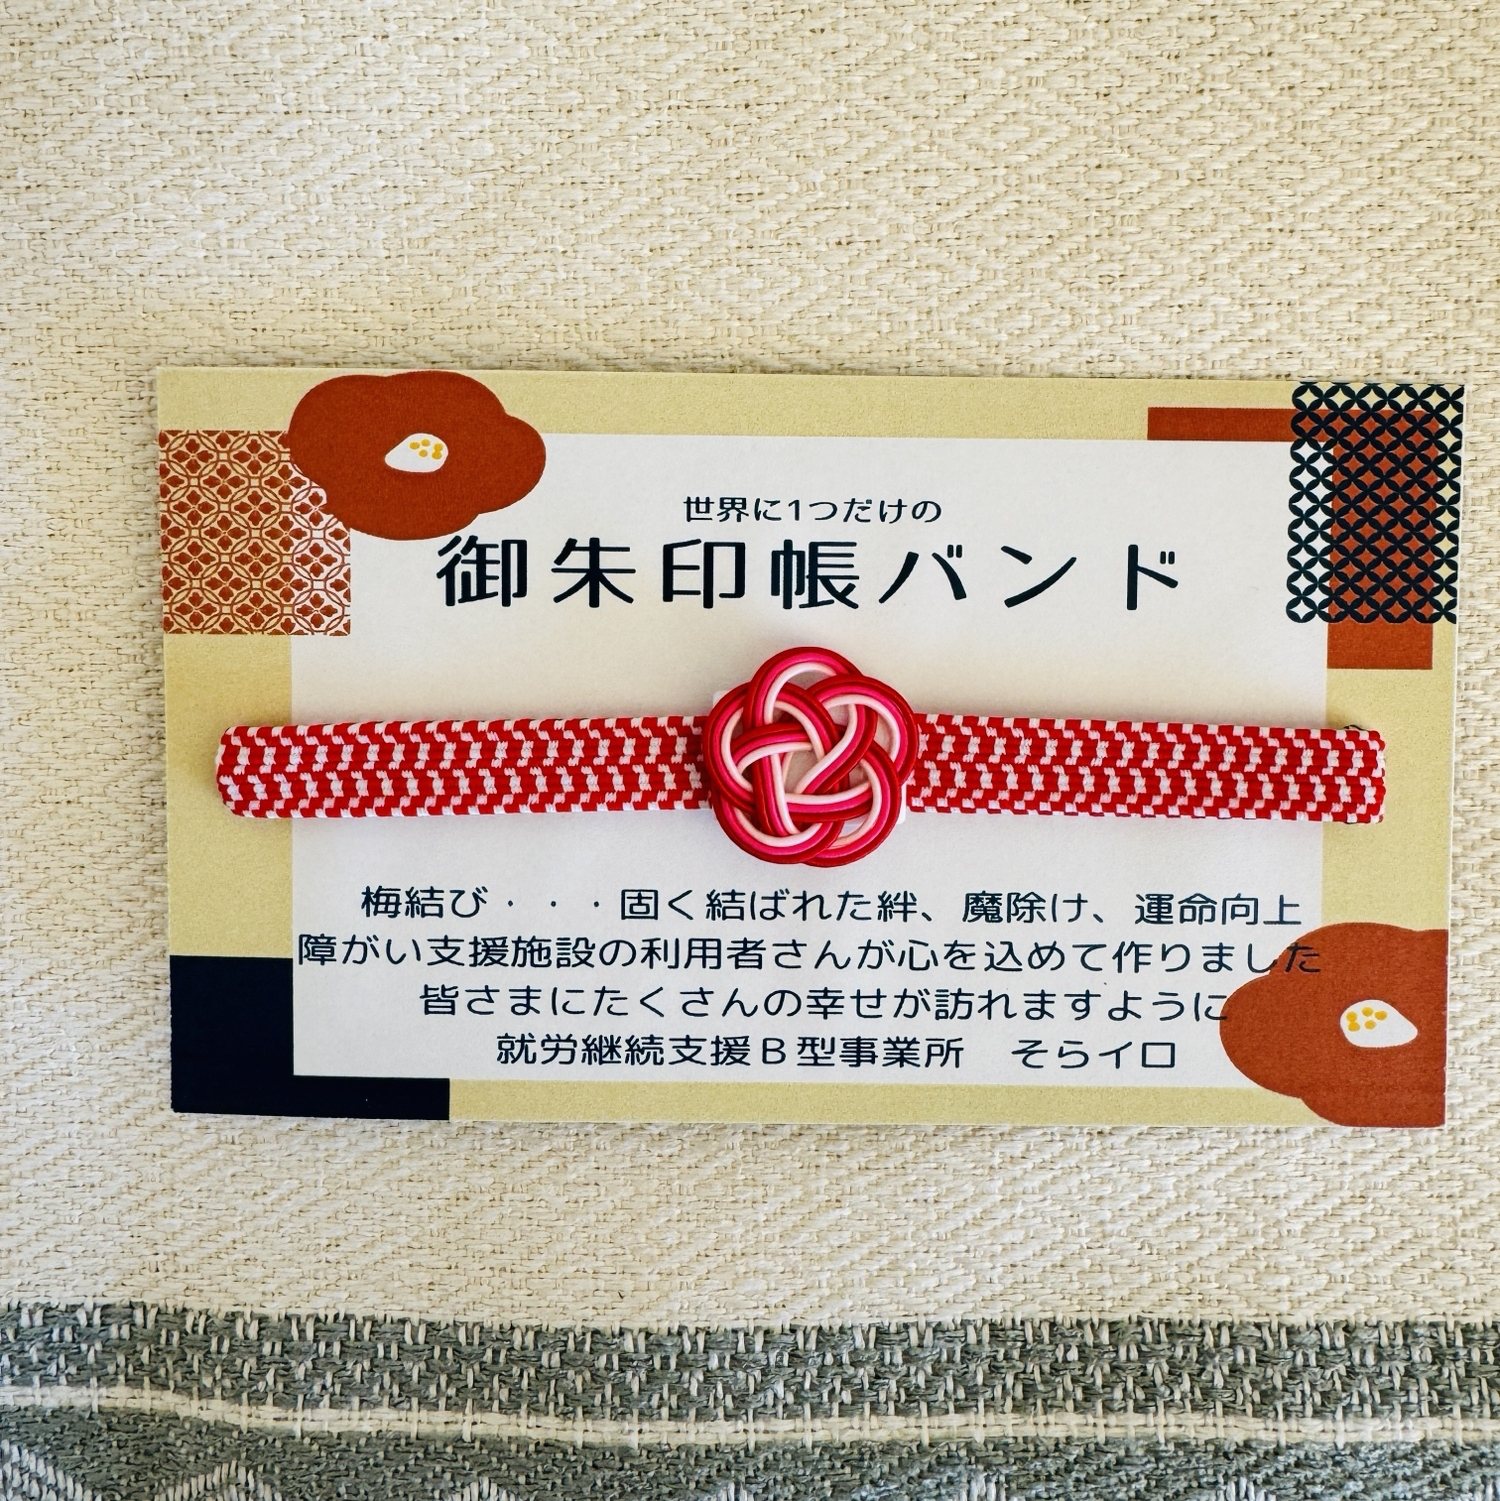 世界に1つだけの
御朱印帳バンド
梅結び・・・固く結ばれた絆、魔除け、運命向上
障がい支援施設の利用者さんが心を込めて作りました
皆さまにたくさんの幸せが訪れますように
就労継続支援B型事業所　そらイロ